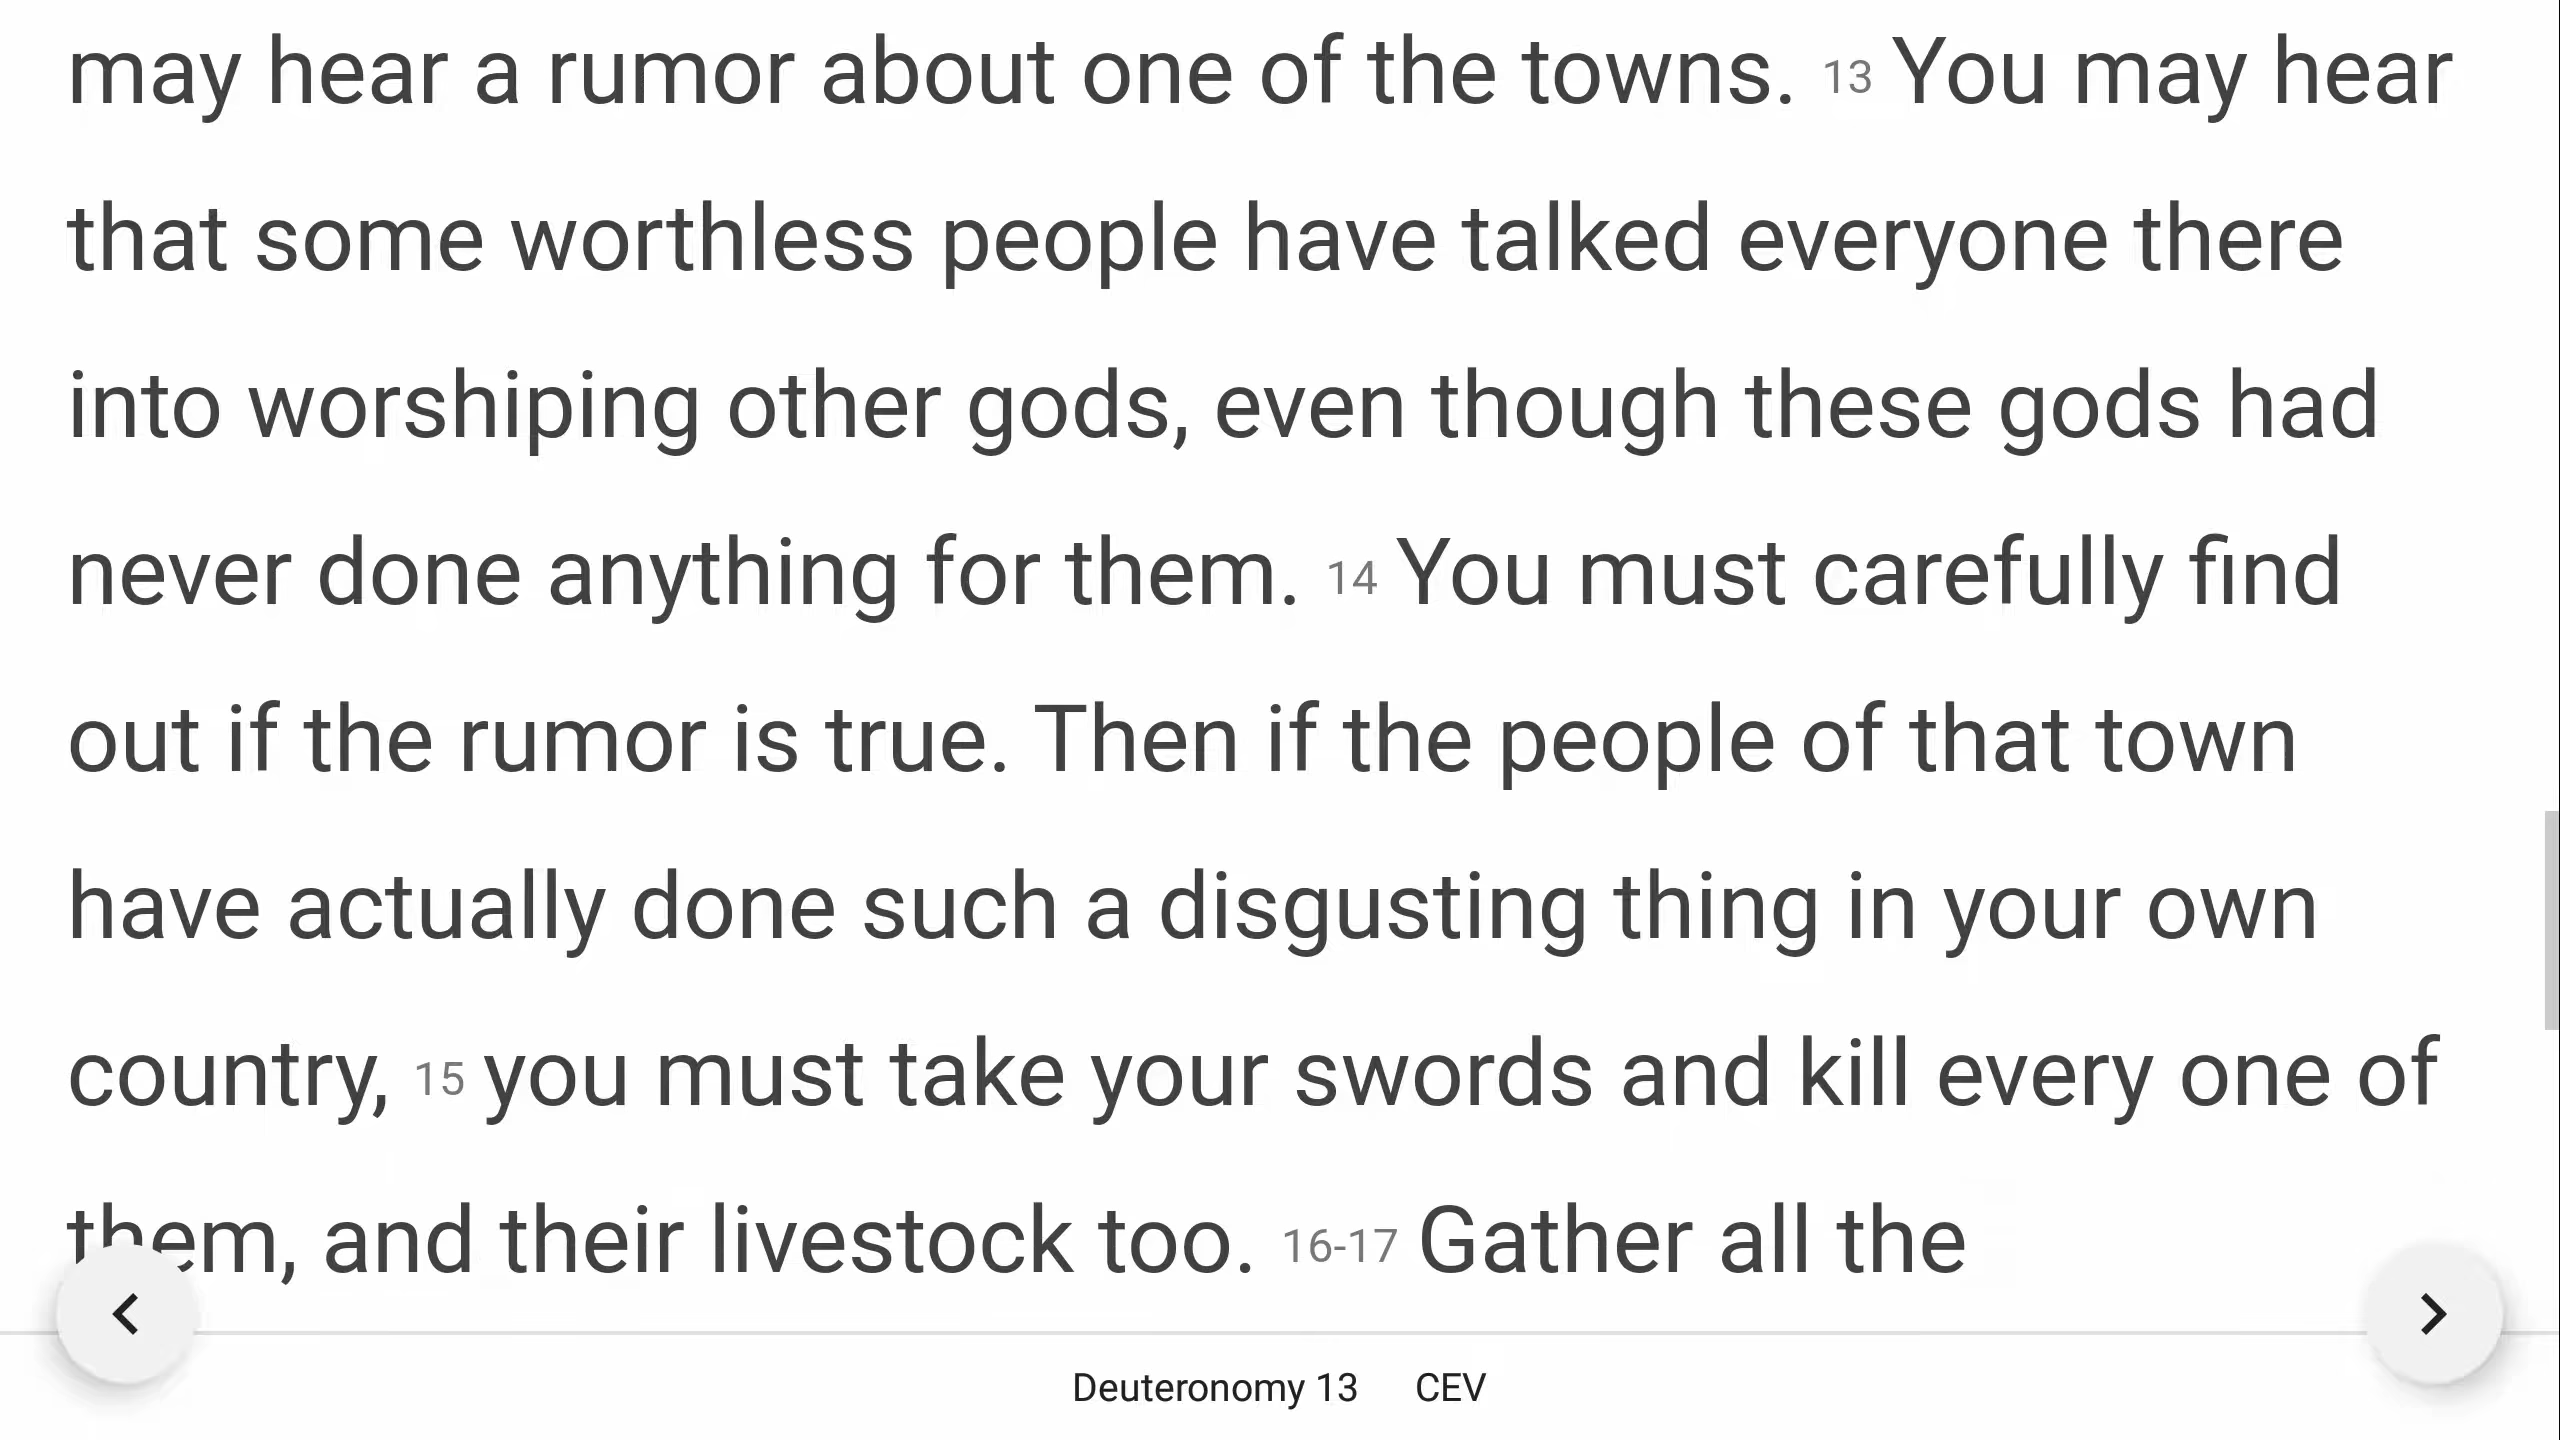 may hear a rumor about one of the towns. 13 You may hear
that some worthless people have talked everyone there
into worshiping other gods, even though these gods had
never done anything for them. 14 You must carefully find
out if the rumor is true. Then if the people of that town
have actually done such a disgusting thing in your own
country, 15 you must take your swords and kill every one of
them, and their livestock too. 16-17 Gather all the
Deuteronomy 13 CEV